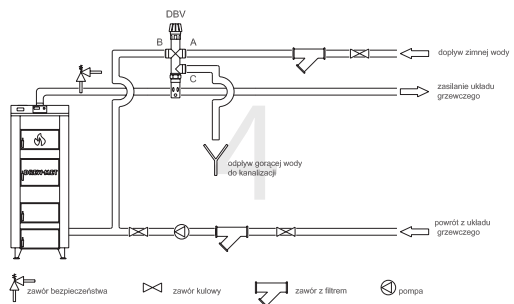 DBV
B A
dopływ zimnej wody
C
zasilanie układu
grzewczego
4
odpływ gorącej wody
do kanalizacji
powrót z układu
grzewczego
zawór bezpieczeństwa
zawór kulowy
zawór z filtrem
pompa